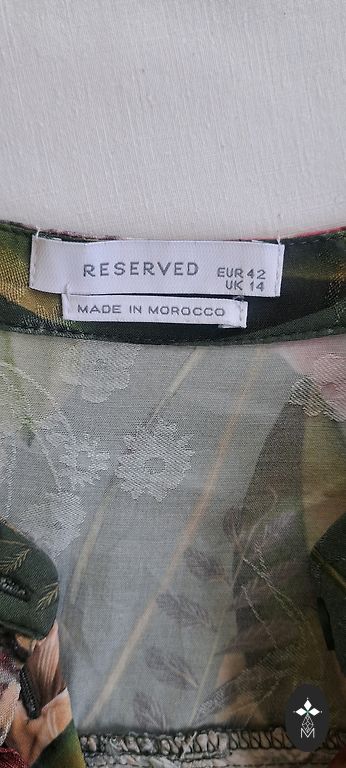 RESERVED EUR 42
UK 14
MADE IN MOROCCO